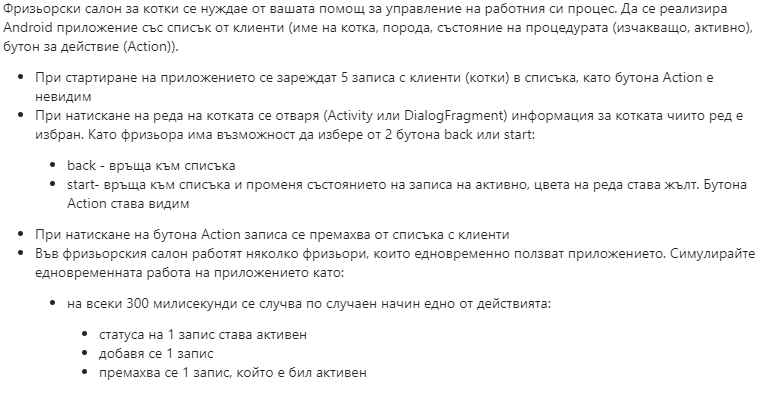 Фризьорски салон за котки се нуждае от вашата помощ за управление на работния си процес. Да се реализира
Android приложение със списък от клиенти (име на котка, порода, състояние на процедурата (изчакващо, активно),
бутон за действие (Action)).
При стартиране на приложението се зареждат 5 записа с клиенти (котки) в списъка, като бутона Action е
невидим
При натискане на реда на котката се отваря (Activity или DialogFragment) информация за котката чиито ред е
избран. Като фризьора има възможност да избере от 2 бутона back или start:
back - връща към списъка
start- връща към списъка и променя състоянието на записа на активно, цвета на реда става жълт. Бутона
Action става видим
При натискане на бутона Action записа се премахва от списъка с клиенти
Във фризьорския салон работят няколко фризьори, които едновременно ползват приложението. Симулирайте
едновременната работа на приложението като:
на всеки 300 милисекунди се случва по случаен начин едно от действията:
статуса на 1 запис става активен
добавя се 1 запис
премахва се 1 запис, който е бил активен